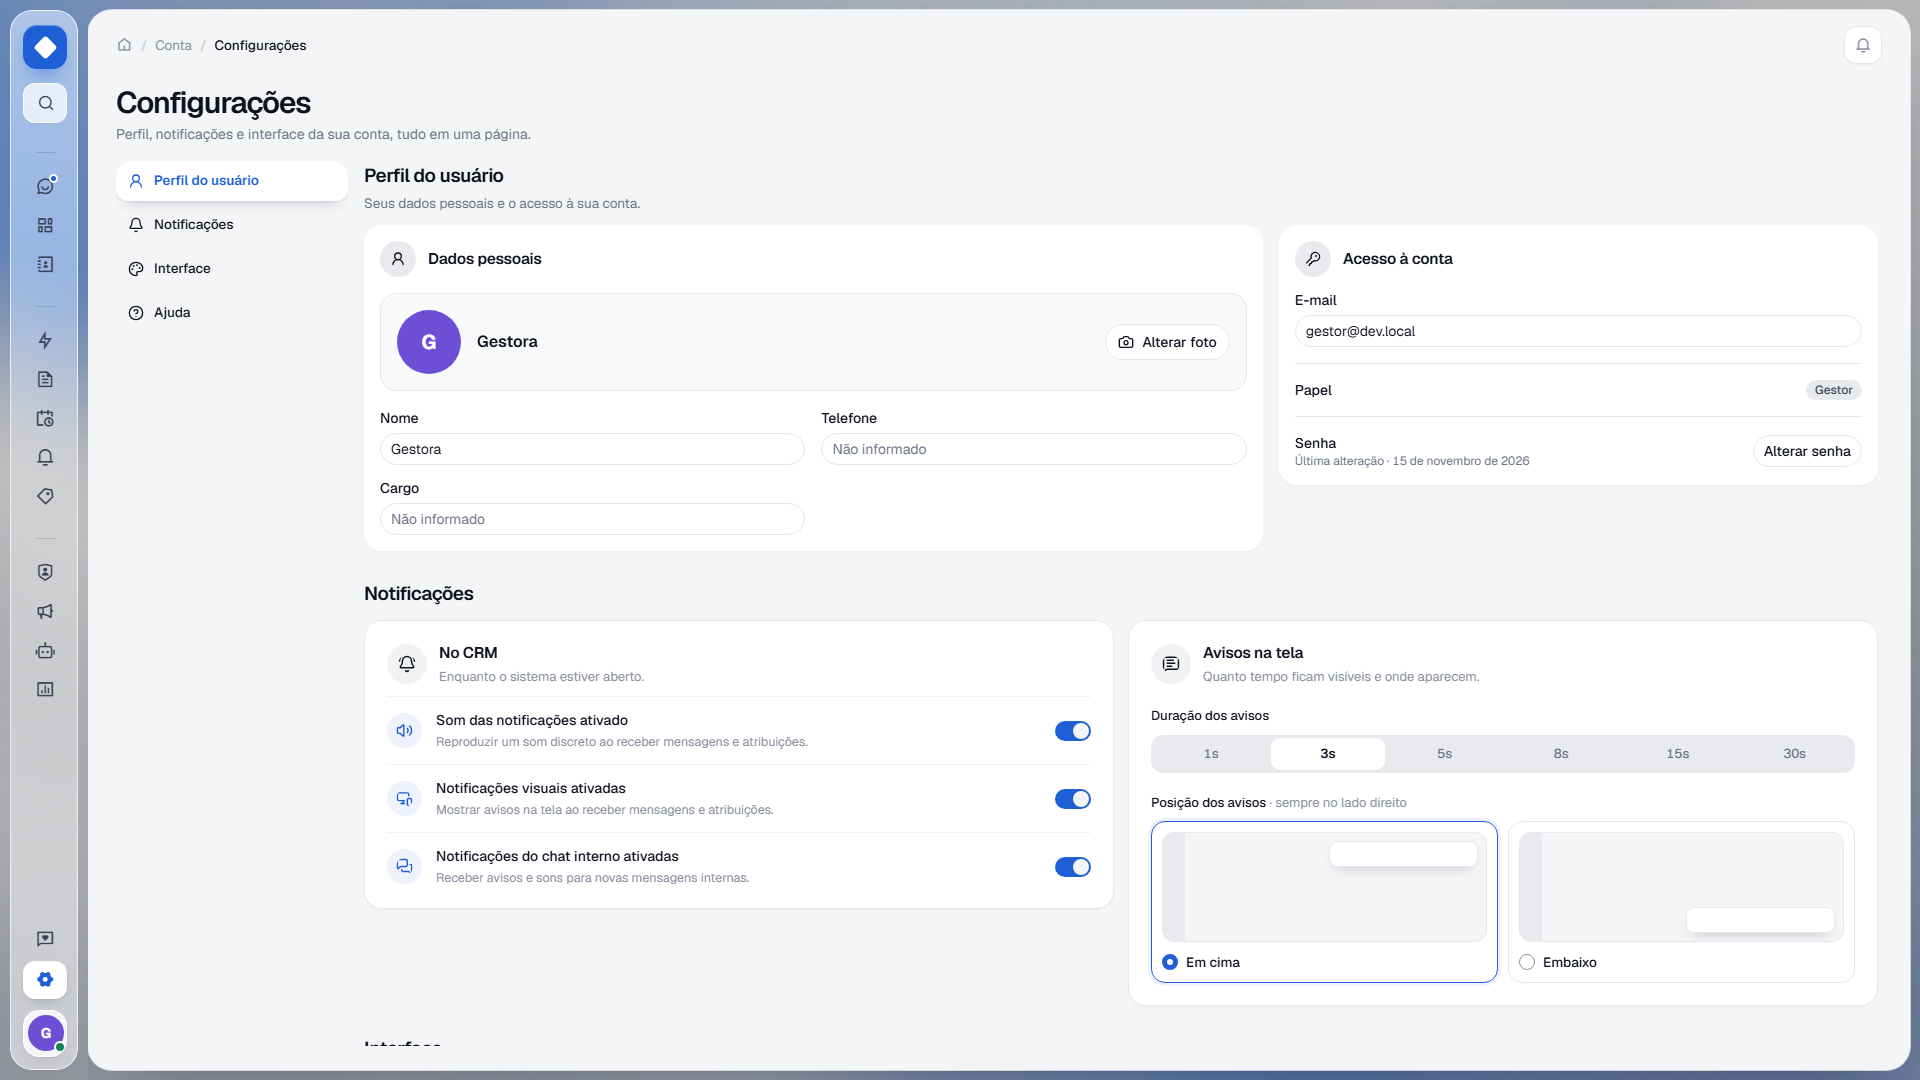 / Conta / Configurações
Configurações
Perfil, notificações e interface da sua conta, tudo em uma página.
Perfil do usuário
Notificações
Interface
Ajuda
Perfil do usuário
Seus dados pessoais e o acesso à sua conta.
Dados pessoais
G
Gestora
Alterar foto
Nome
Gestora
Telefone
Não informado
Cargo
Não informado
Acesso à conta
E-mail
gestor@dev.local
Papel
Gestor
Senha
Última alteração · 15 de novembro de 2026
Alterar senha
Notificações
No CRM
Enquanto o sistema estiver aberto.
Som das notificações ativado
Reproduzir um som discreto ao receber mensagens e atribuições.
Notificações visuais ativadas
Mostrar avisos na tela ao receber mensagens e atribuições.
Notificações do chat interno ativadas
Receber avisos e sons para novas mensagens internas.
Avisos na tela
Quanto tempo ficam visíveis e onde aparecem.
Duração dos avisos
1s 3s 5s 8s 15s 30s
Posição dos avisos · sempre no lado direito
Em cima
Embaixo
G
Interface